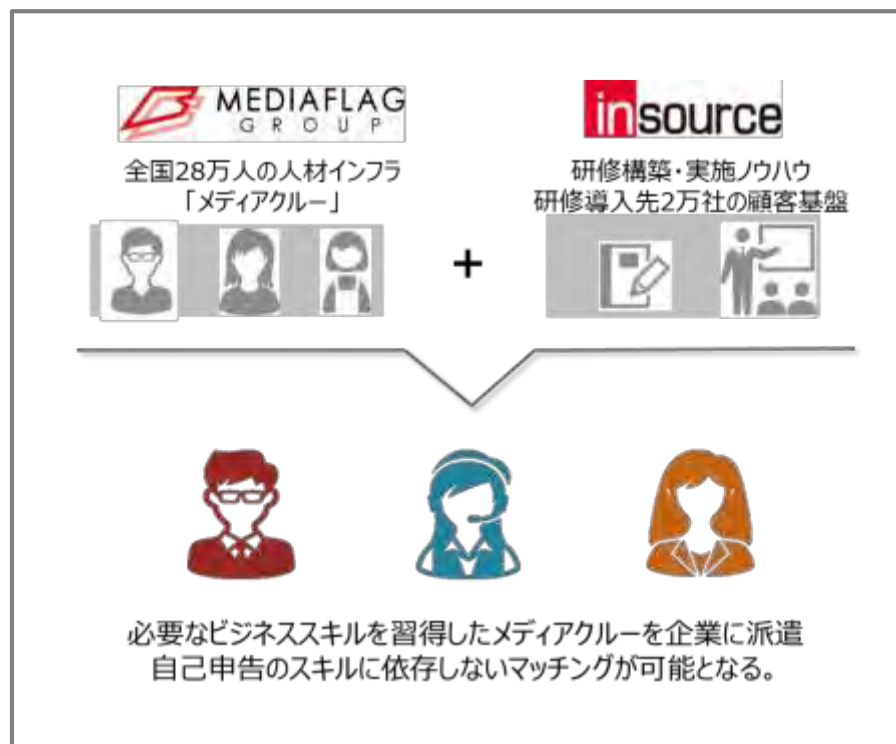 MEDIAFLAG
GROUP
全国28万人の人材インフラ
「メディアクルー」
insource
研修構築・実施ノウハウ
研修導入先2万社の顧客基盤
+
必要なビジネススキルを習得したメディアクルーを企業に派遣
自己申告のスキルに依存しないマッチングが可能となる。